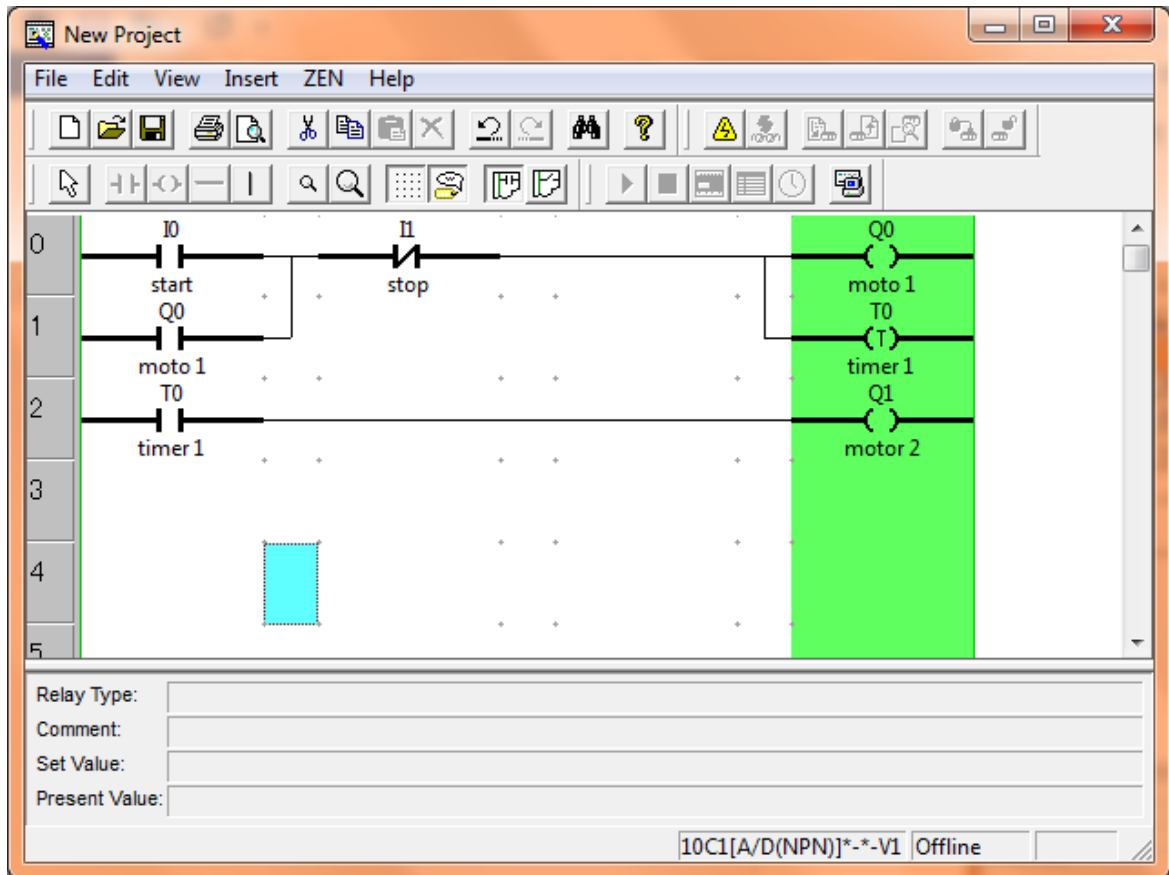 New Project
File Edit View Insert ZEN Help
0 I0 I1 Q0
start stop moto 1
1 Q0 T0
T
moto 1 timer 1
2 T0 Q1
timer 1 motor 2
3
4
5
Relay Type:
Comment:
Set Value:
Present Value:
10C1[A/D(NPN)]*-*-V1 Offline